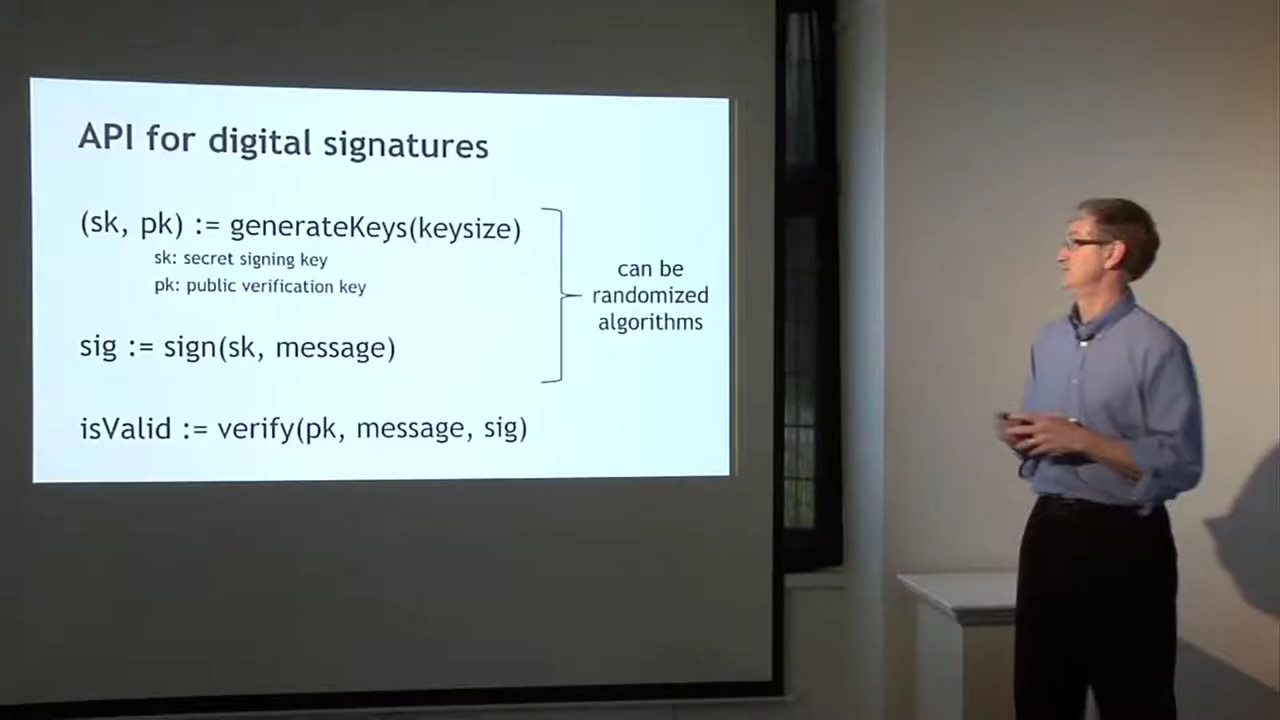 API for digital signatures
(sk, pk) := generateKeys(keysize)
sk: secret signing key
pk: public verification key
sig := sign(sk, message)
can be
randomized
algorithms
isValid := verify(pk, message, sig)